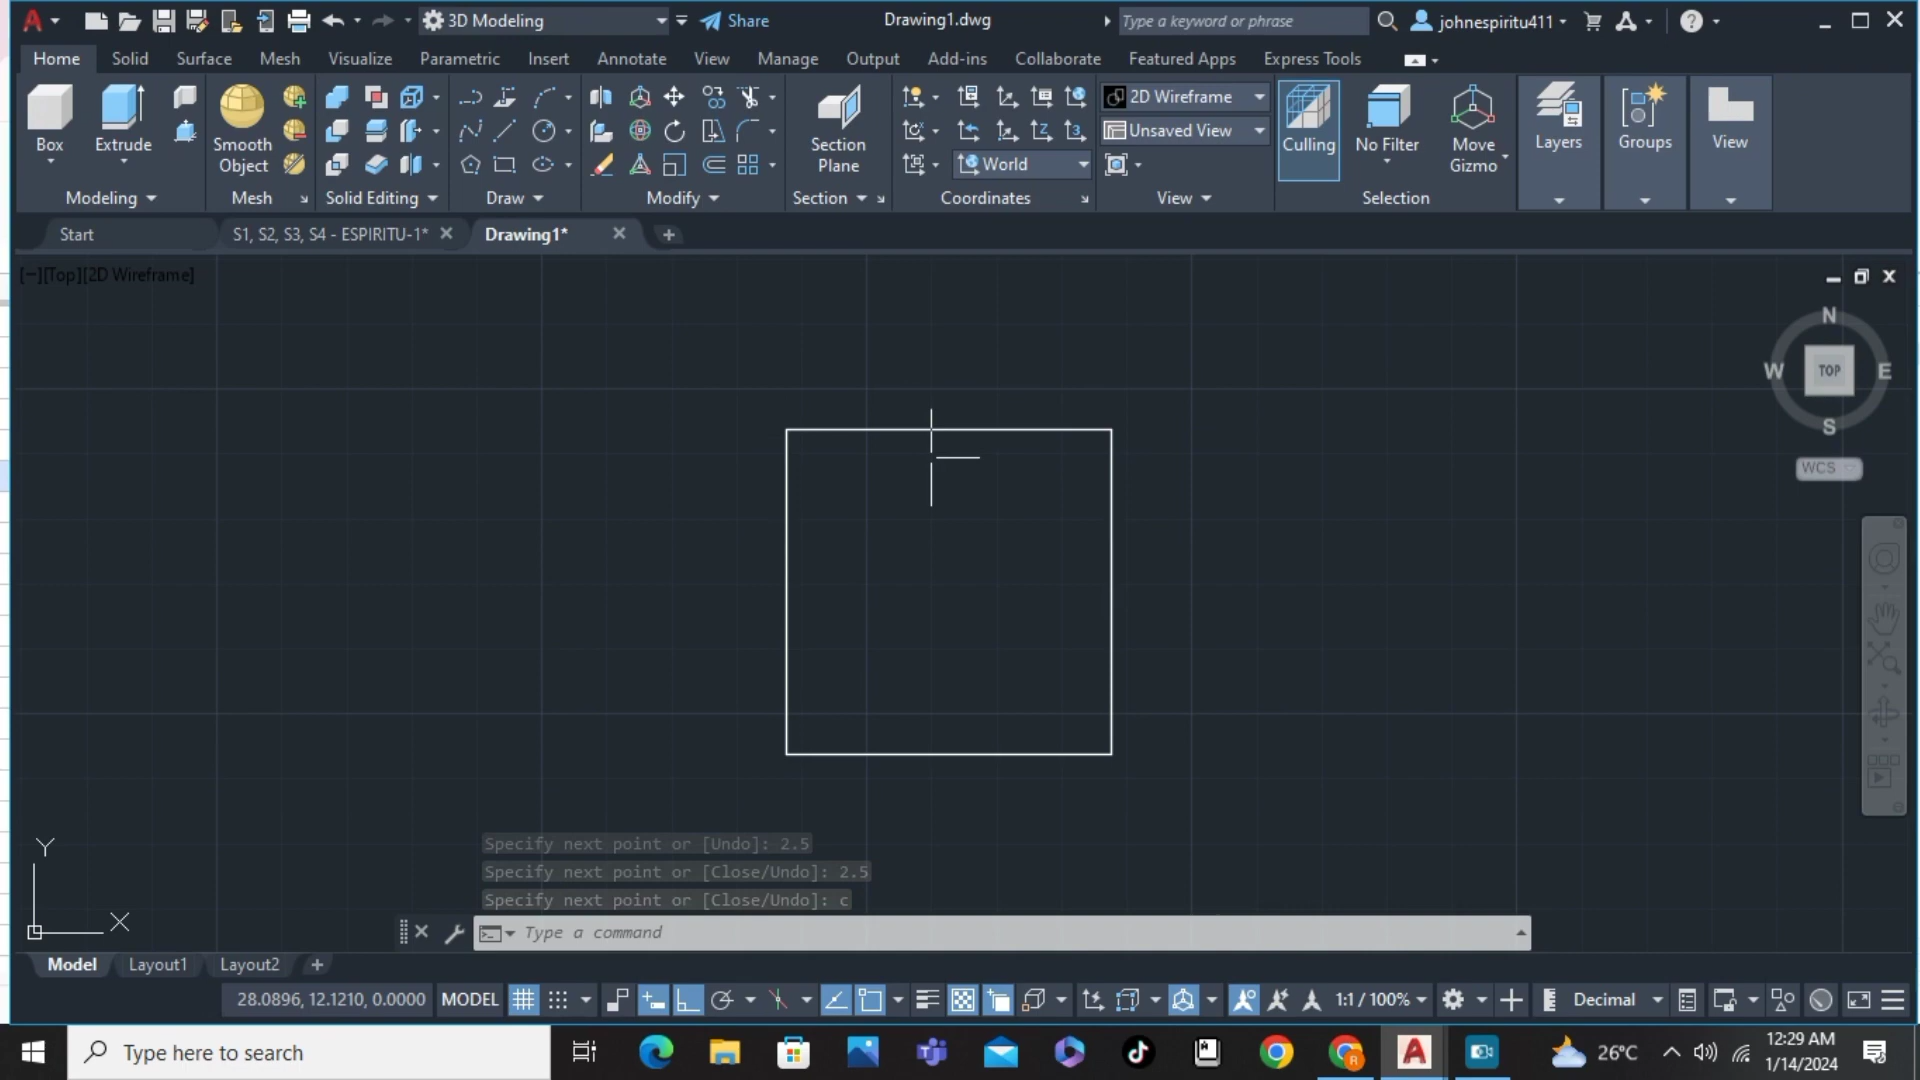 3D Modeling Share Drawing1.dwg Type a keyword or phrase johnespiritu411
Home Solid Surface Mesh Visualize Parametric Insert Annotate View Manage Output Add-ins Collaborate Featured Apps Express Tools
2D Wireframe
Unsaved View
Box Extrude Smooth Object Section Plane World Culling No Filter Move Gizmo Layers Groups View
Modeling Mesh Solid Editing Draw Modify Section Coordinates View Selection
Start S1, S2, S3, S4 - ESPIRITU-1* Drawing1*
[−][Top][2D Wireframe]
N
W TOP E
S
WCS
Y
X
Specify next point or [Undo]: 2.5
Specify next point or [Close/Undo]: 2.5
Specify next point or [Close/Undo]: c
Type a command
Model Layout1 Layout2 +
28.0896, 12.1210, 0.0000 MODEL 1:1 / 100% Decimal
Type here to search 26°C 12:29 AM
1/14/2024